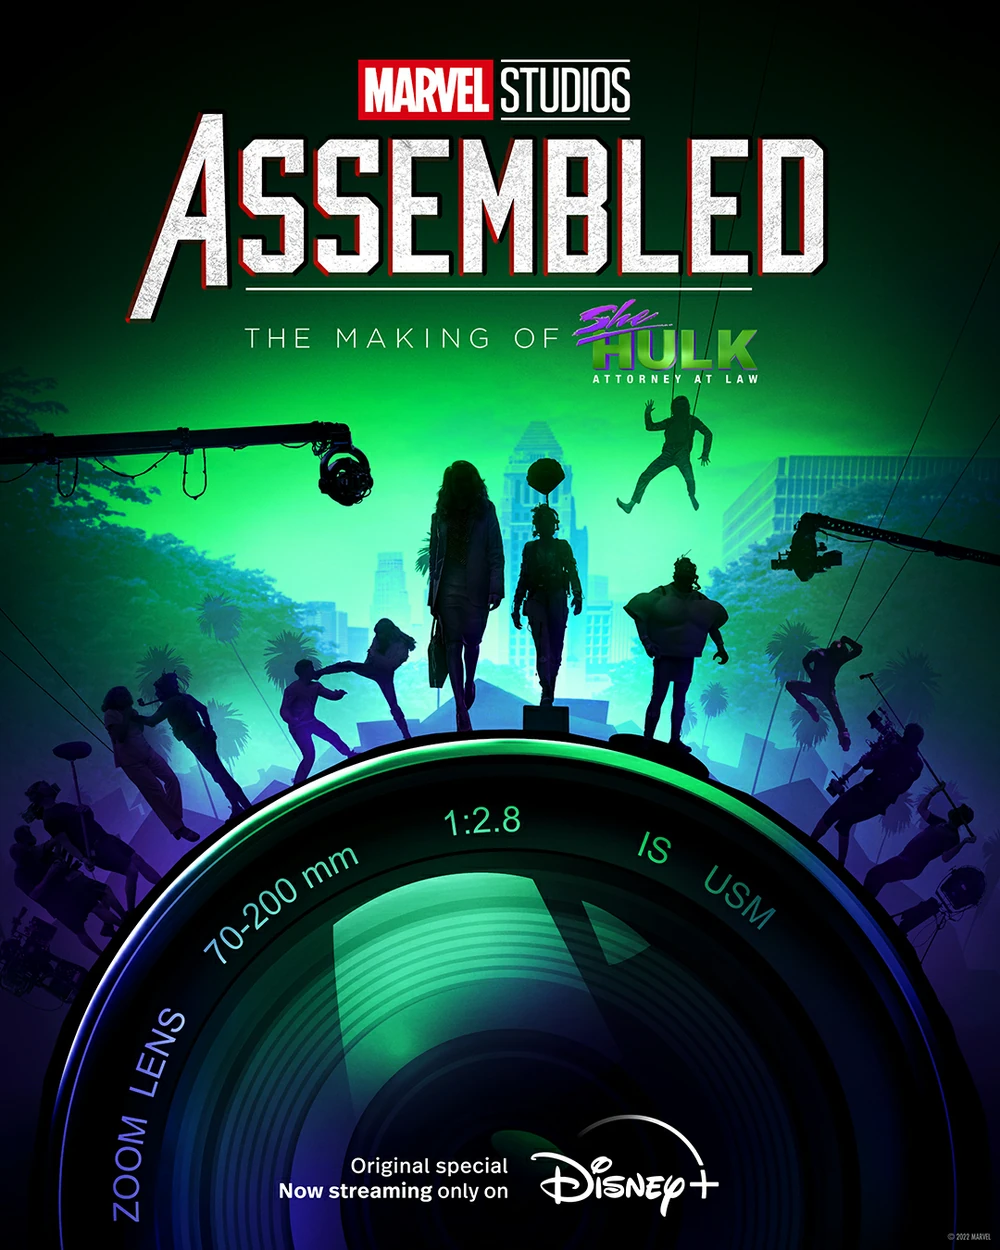 MARVEL STUDIOS
ASSEMBLED
THE MAKING OF She HULK
ATTORNEY AT LAW
ZOOM LENS 70-200 mm 1:2.8 IS USM
Original special
Now streaming only on
Disney+
© 2022 MARVEL